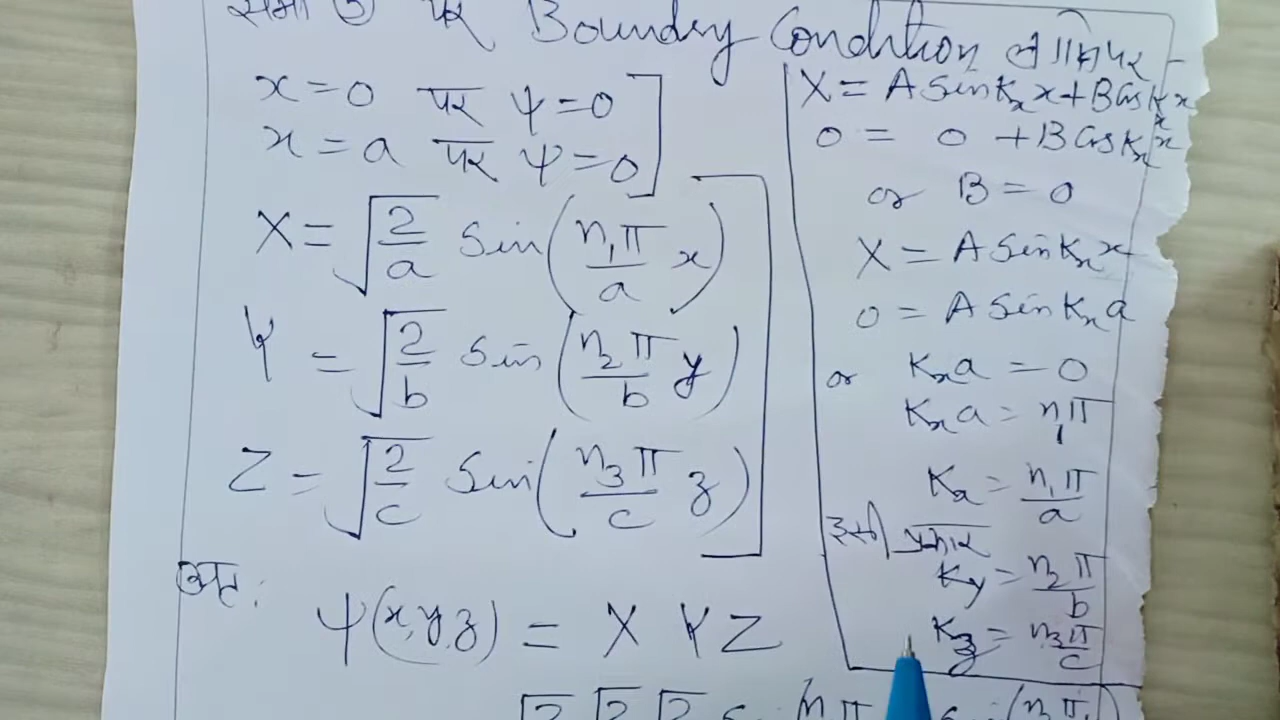 समी ③ पर Boundry Condition लगाने पर
x = 0 पर ψ = 0
x = a पर ψ = 0
X = √(2/a) Sin(n₁π/a x)
Y = √(2/b) Sin(n₂π/b y)
Z = √(2/c) Sin(n₃π/c z)
अतः
ψ(x,y,z) = X Y Z
X = A Sin Kₓx + B Cos Kₓx
0 = 0 + B Cos Kₓx
or B = 0
X = A Sin Kₓx
0 = A Sin Kₓa
or Kₓa = 0
Kₓa = n₁π
Kₓ = n₁π/a
इसी प्रकार
Ky = n₂π/b
Kz = n₃π/c